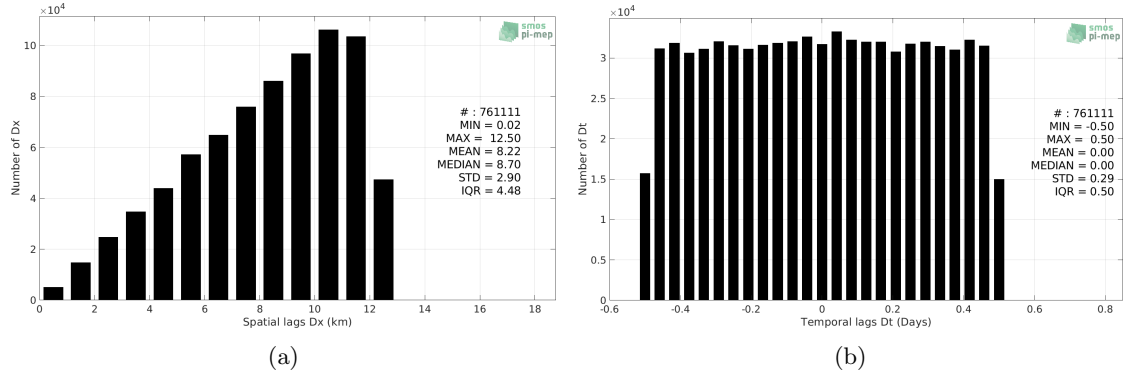 ×10^4
10
8
6
4
2
0
Number of Dx
0 2 4 6 8 10 12 14 16 18
Spatial lags Dx (km)
smos
pi-mep
# : 761111
MIN = 0.02
MAX = 12.50
MEAN = 8.22
MEDIAN = 8.70
STD = 2.90
IQR = 4.48
(a)
×10^4
3
2.5
2
1.5
1
0.5
0
Number of Dt
-0.6 -0.4 -0.2 0 0.2 0.4 0.6 0.8
Temporal lags Dt (Days)
smos
pi-mep
# : 761111
MIN = -0.50
MAX = 0.50
MEAN = 0.00
MEDIAN = 0.00
STD = 0.29
IQR = 0.50
(b)